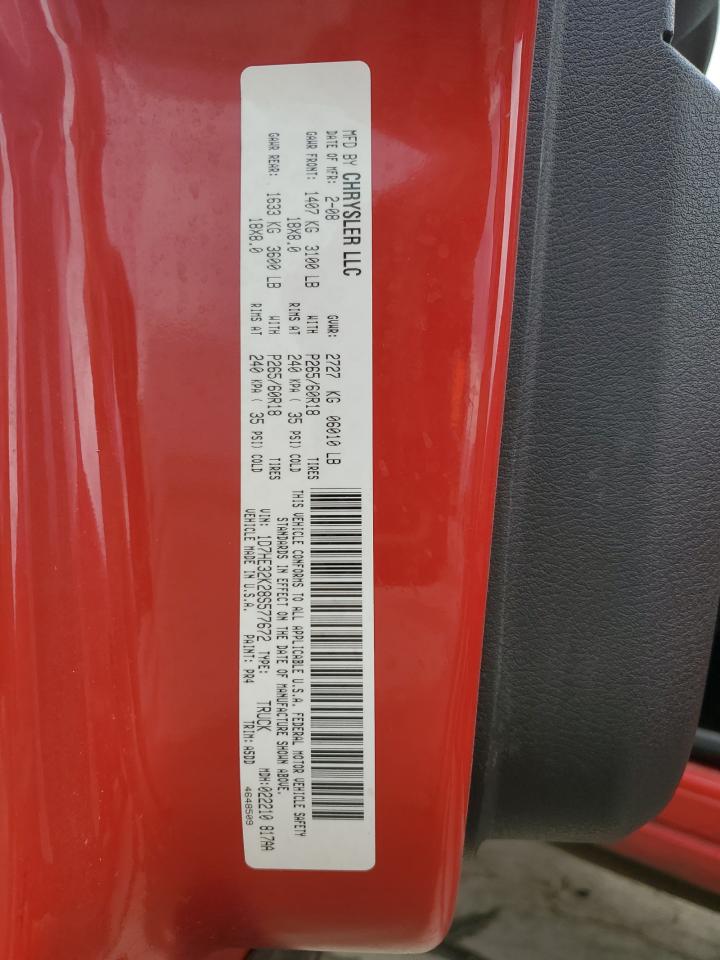 MFD BY CHRYSLER LLC
DATE OF MFR: 2-08 GVWR: 2727 KG 06010 LB
GAWR FRONT: 1407 KG 3100 LB WITH P265/60R18 TIRES
18X8.0 RIMS AT 240 KPA ( 35 PSI) COLD
GAWR REAR: 1633 KG 3600 LB WITH P265/60R18 TIRES
18X8.0 RIMS AT 240 KPA ( 35 PSI) COLD
THIS VEHICLE CONFORMS TO ALL APPLICABLE U.S.A. FEDERAL MOTOR VEHICLE SAFETY
STANDARDS IN EFFECT ON THE DATE OF MANUFACTURE SHOWN ABOVE.
VIN: 1D7HE32K28S577672 TYPE: TRUCK MDH:022210 817AA
VEHICLE MADE IN U.S.A. PAINT: PR4 TRIM: A5DD 4648509